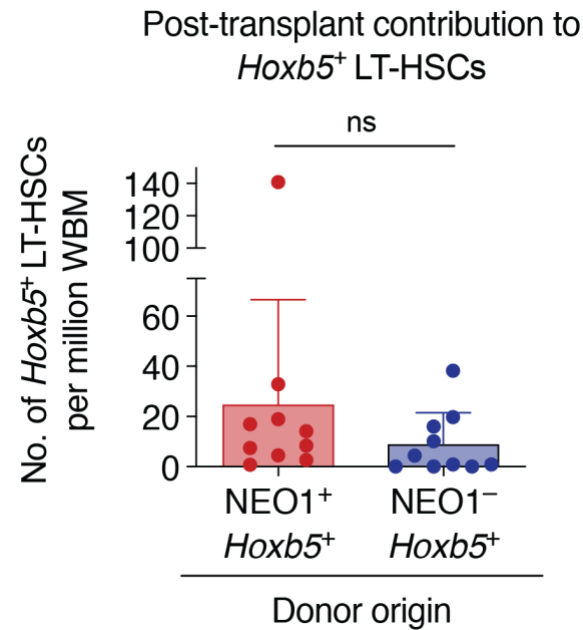 Post-transplant contribution to
Hoxb5⁺ LT-HSCs
ns
No. of Hoxb5⁺ LT-HSCs
per million WBM
140
120
100
60
40
20
0
NEO1⁺
Hoxb5⁺
NEO1⁻
Hoxb5⁺
Donor origin